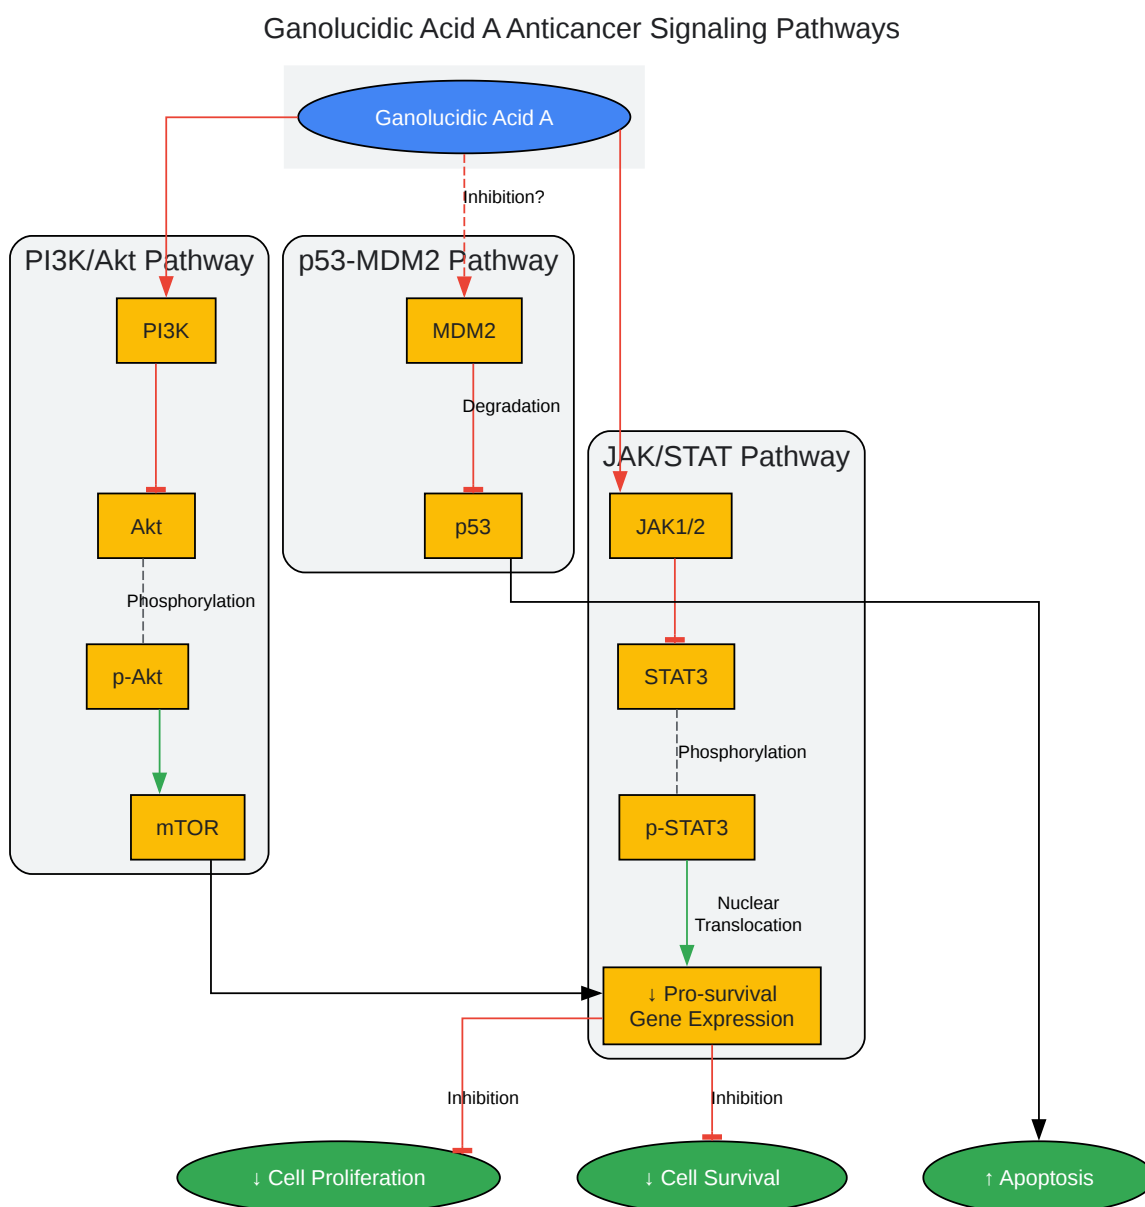 Ganolucidic Acid A Anticancer Signaling Pathways
Ganolucidic Acid A
Inhibition?
PI3K/Akt Pathway
p53-MDM2 Pathway
PI3K
MDM2
Degradation
JAK/STAT Pathway
Akt
p53
JAK1/2
Phosphorylation
p-Akt
STAT3
Phosphorylation
mTOR
p-STAT3
Nuclear
Translocation
↓ Pro-survival
Gene Expression
Inhibition
Inhibition
↓ Cell Proliferation
↓ Cell Survival
↑ Apoptosis